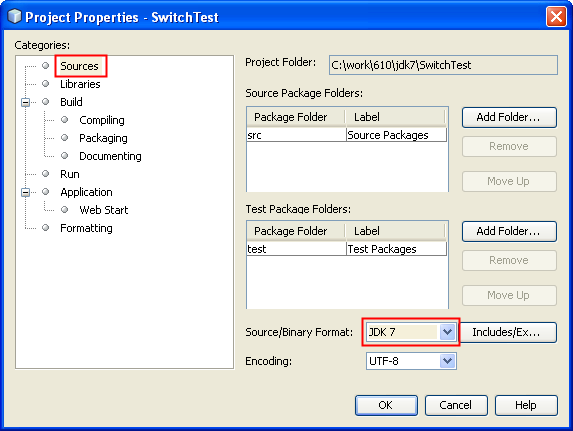 Project Properties - SwitchTest
Categories:
Sources
Libraries
Build
Compiling
Packaging
Documenting
Run
Application
Web Start
Formatting
Project Folder: C:\work\610\jdk7\SwitchTest
Source Package Folders:
Package Folder Label
src Source Packages
Add Folder...
Remove
Move Up
Test Package Folders:
Package Folder Label
test Test Packages
Add Folder...
Remove
Move Up
Source/Binary Format: JDK 7 Includes/Ex...
Encoding: UTF-8
OK Cancel Help